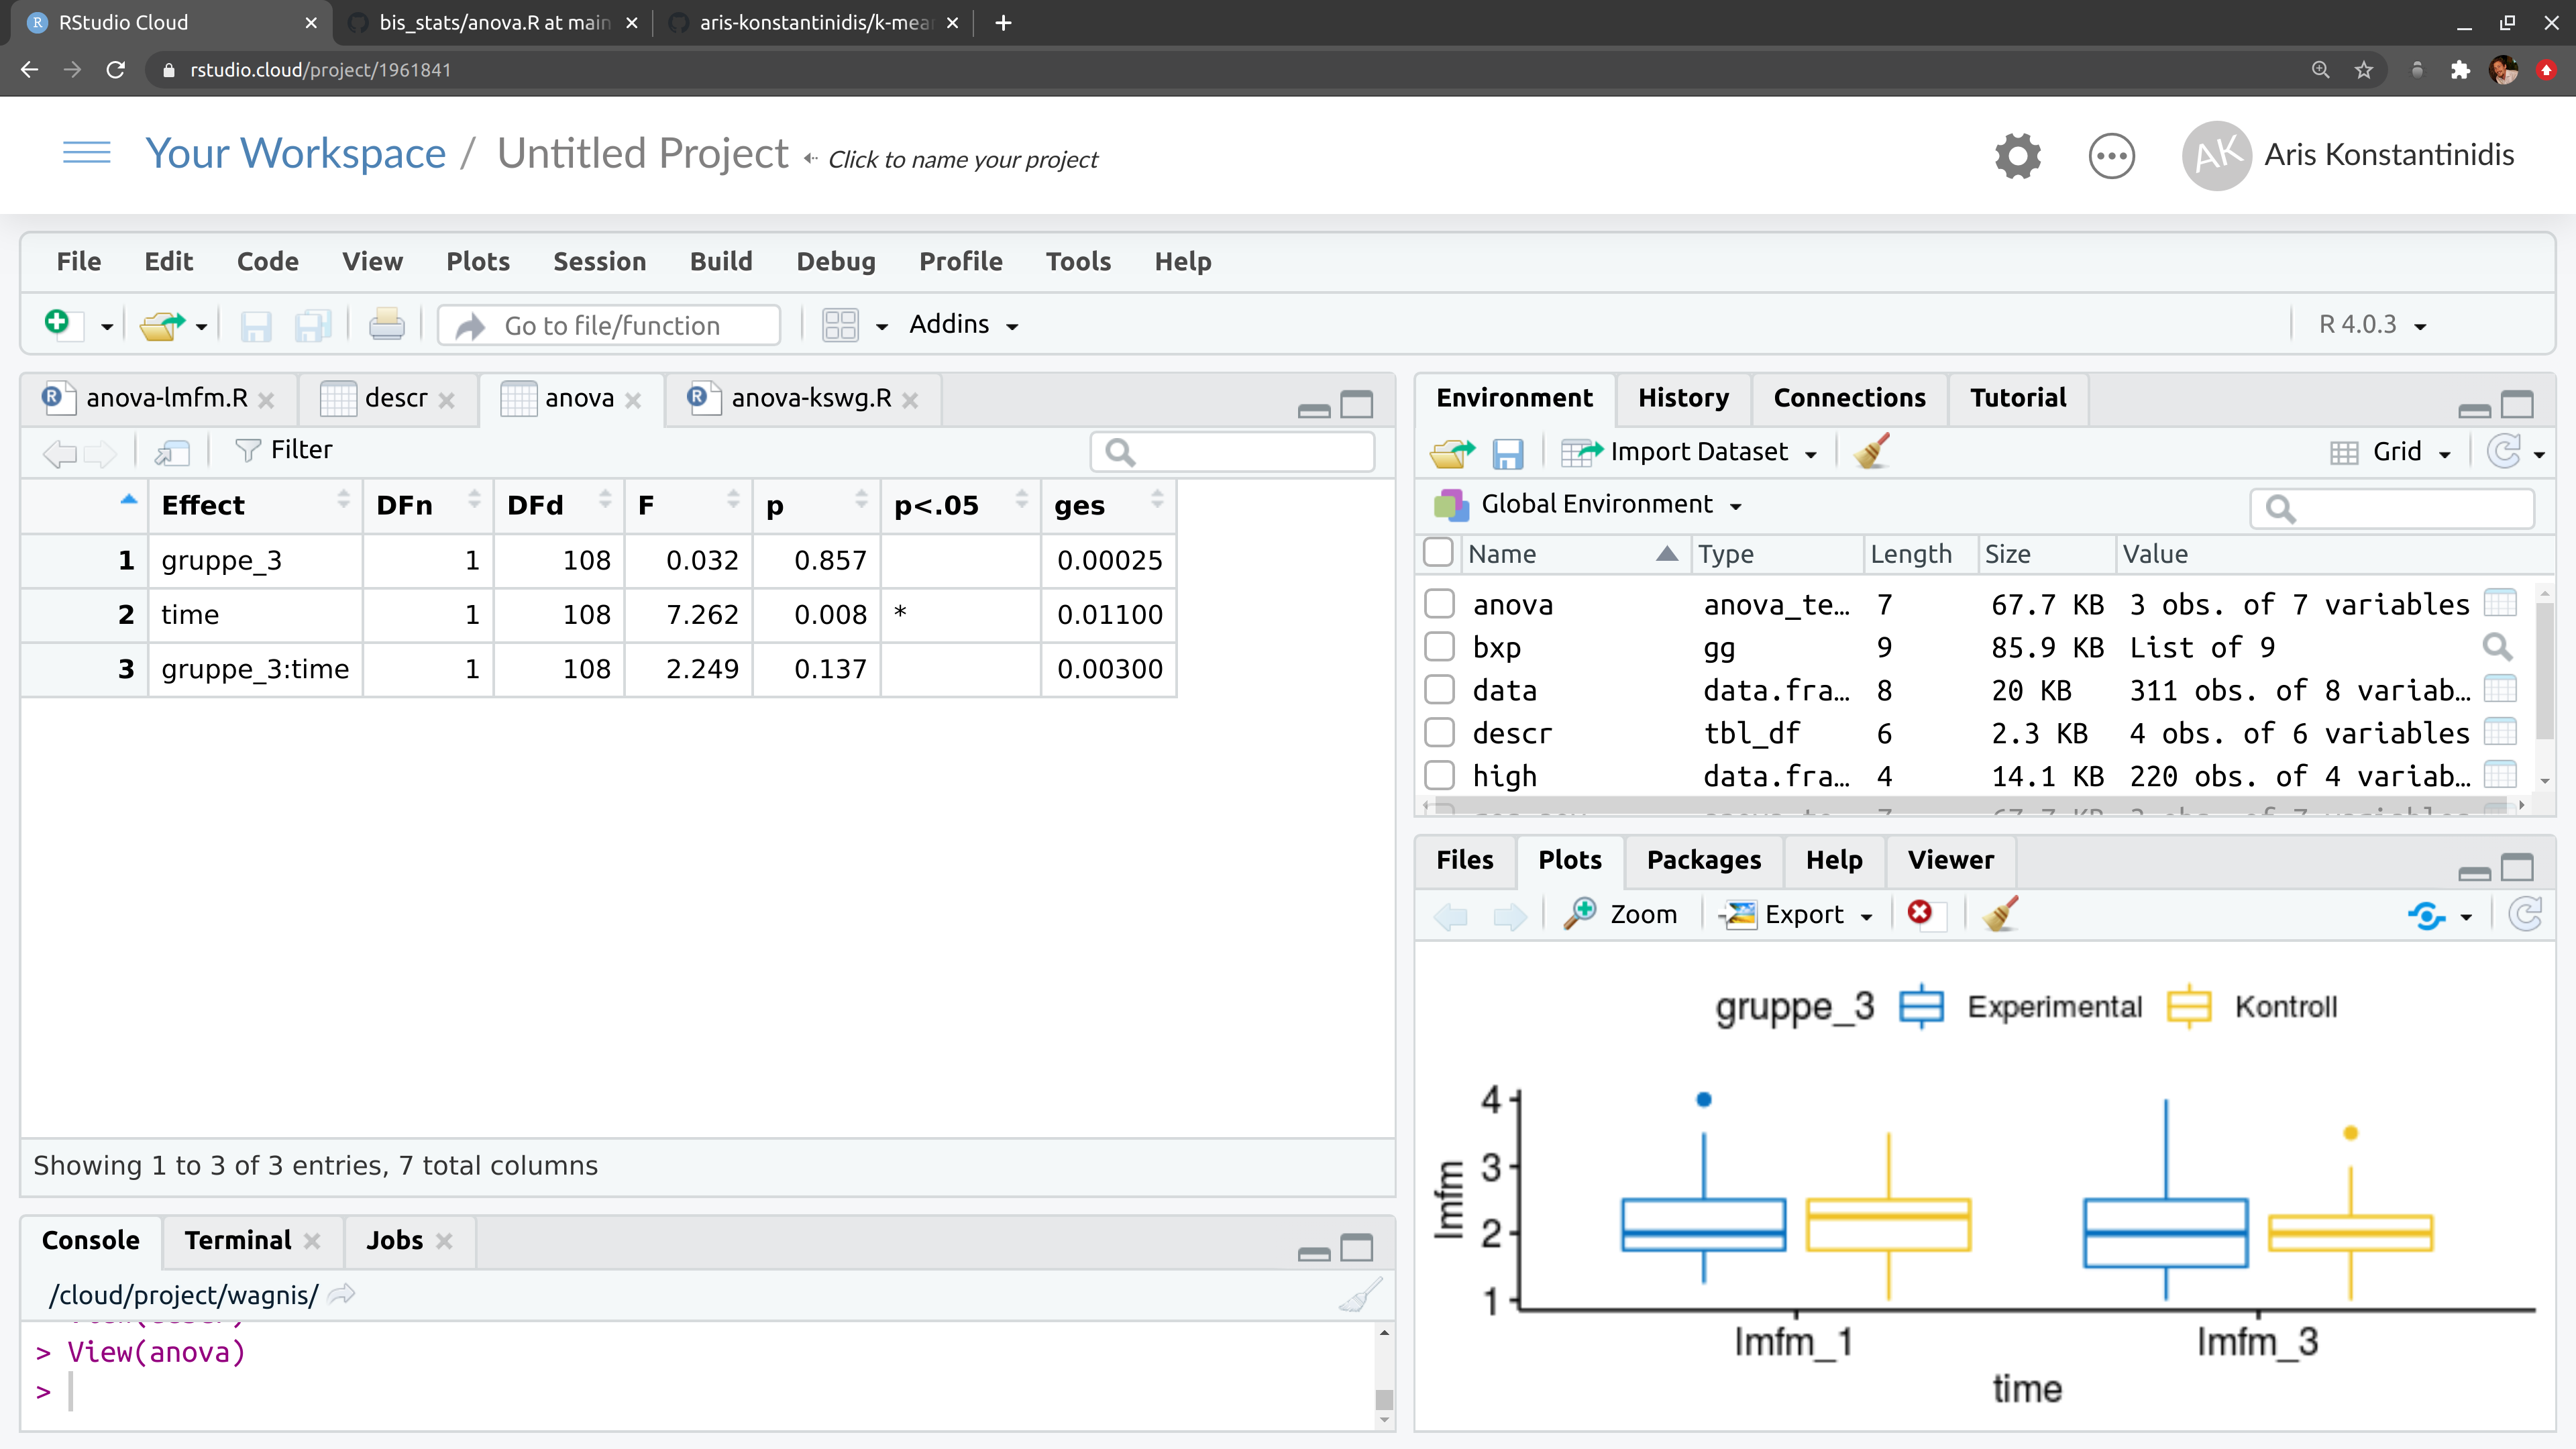 RStudio Cloud
bis_stats/anova.R at main
aris-konstantinidis/k-mea
rstudio.cloud/project/1961841
Your Workspace / Untitled Project Click to name your project
AK Aris Konstantinidis
File Edit Code View Plots Session Build Debug Profile Tools Help
Go to file/function Addins R 4.0.3
anova-lmfm.R descr anova anova-kswg.R
Filter
Effect DFn DFd F p p<.05 ges
1 gruppe_3 1 108 0.032 0.857 0.00025
2 time 1 108 7.262 0.008 * 0.01100
3 gruppe_3:time 1 108 2.249 0.137 0.00300
Showing 1 to 3 of 3 entries, 7 total columns
Console Terminal Jobs
/cloud/project/wagnis/
> View(anova)
>
Environment History Connections Tutorial
Import Dataset Grid
Global Environment
Name Type Length Size Value
anova anova_te… 7 67.7 KB 3 obs. of 7 variables
bxp gg 9 85.9 KB List of 9
data data.fra… 8 20 KB 311 obs. of 8 variab…
descr tbl_df 6 2.3 KB 4 obs. of 6 variables
high data.fra… 4 14.1 KB 220 obs. of 4 variab…
Files Plots Packages Help Viewer
Zoom Export
gruppe_3 Experimental Kontroll
4
3
2
1
lmfm
lmfm_1 lmfm_3
time